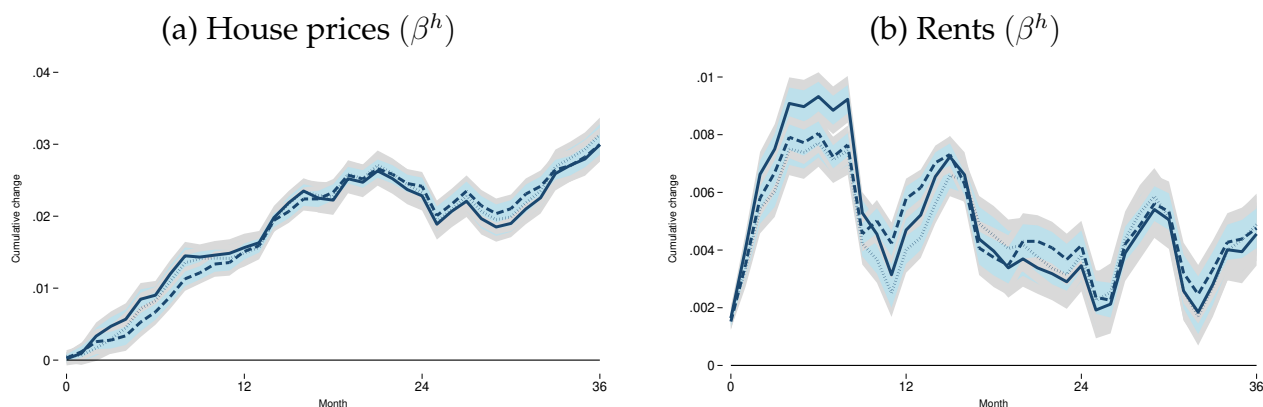 (a) House prices (β^h)
Cumulative change
.04
.03
.02
.01
0
0 12 24 36
Month
(b) Rents (β^h)
Cumulative change
.01
.008
.006
.004
.002
0
0 12 24 36
Month